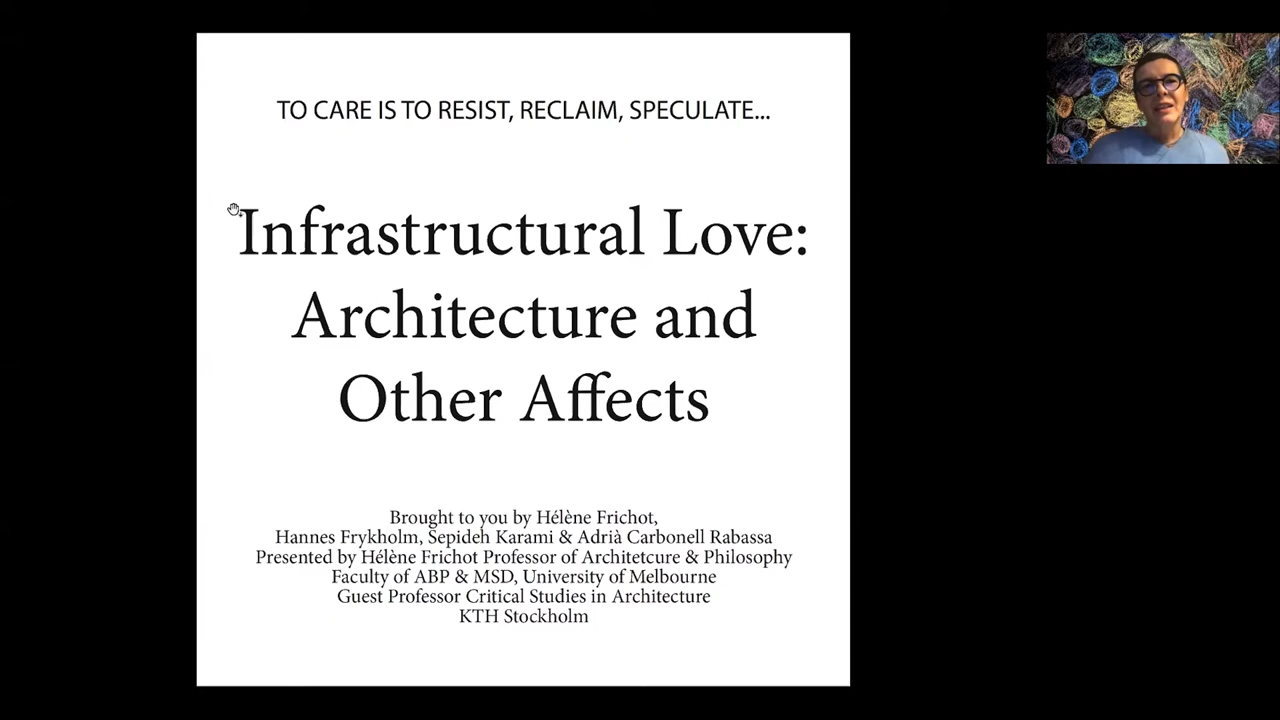 TO CARE IS TO RESIST, RECLAIM, SPECULATE...
Infrastructural Love:
Architecture and
Other Affects
Brought to you by Hélène Frichot,
Hannes Frykholm, Sepideh Karami & Adrià Carbonell Rabassa
Presented by Hélène Frichot Professor of Architetcure & Philosophy
Faculty of ABP & MSD, University of Melbourne
Guest Professor Critical Studies in Architecture
KTH Stockholm